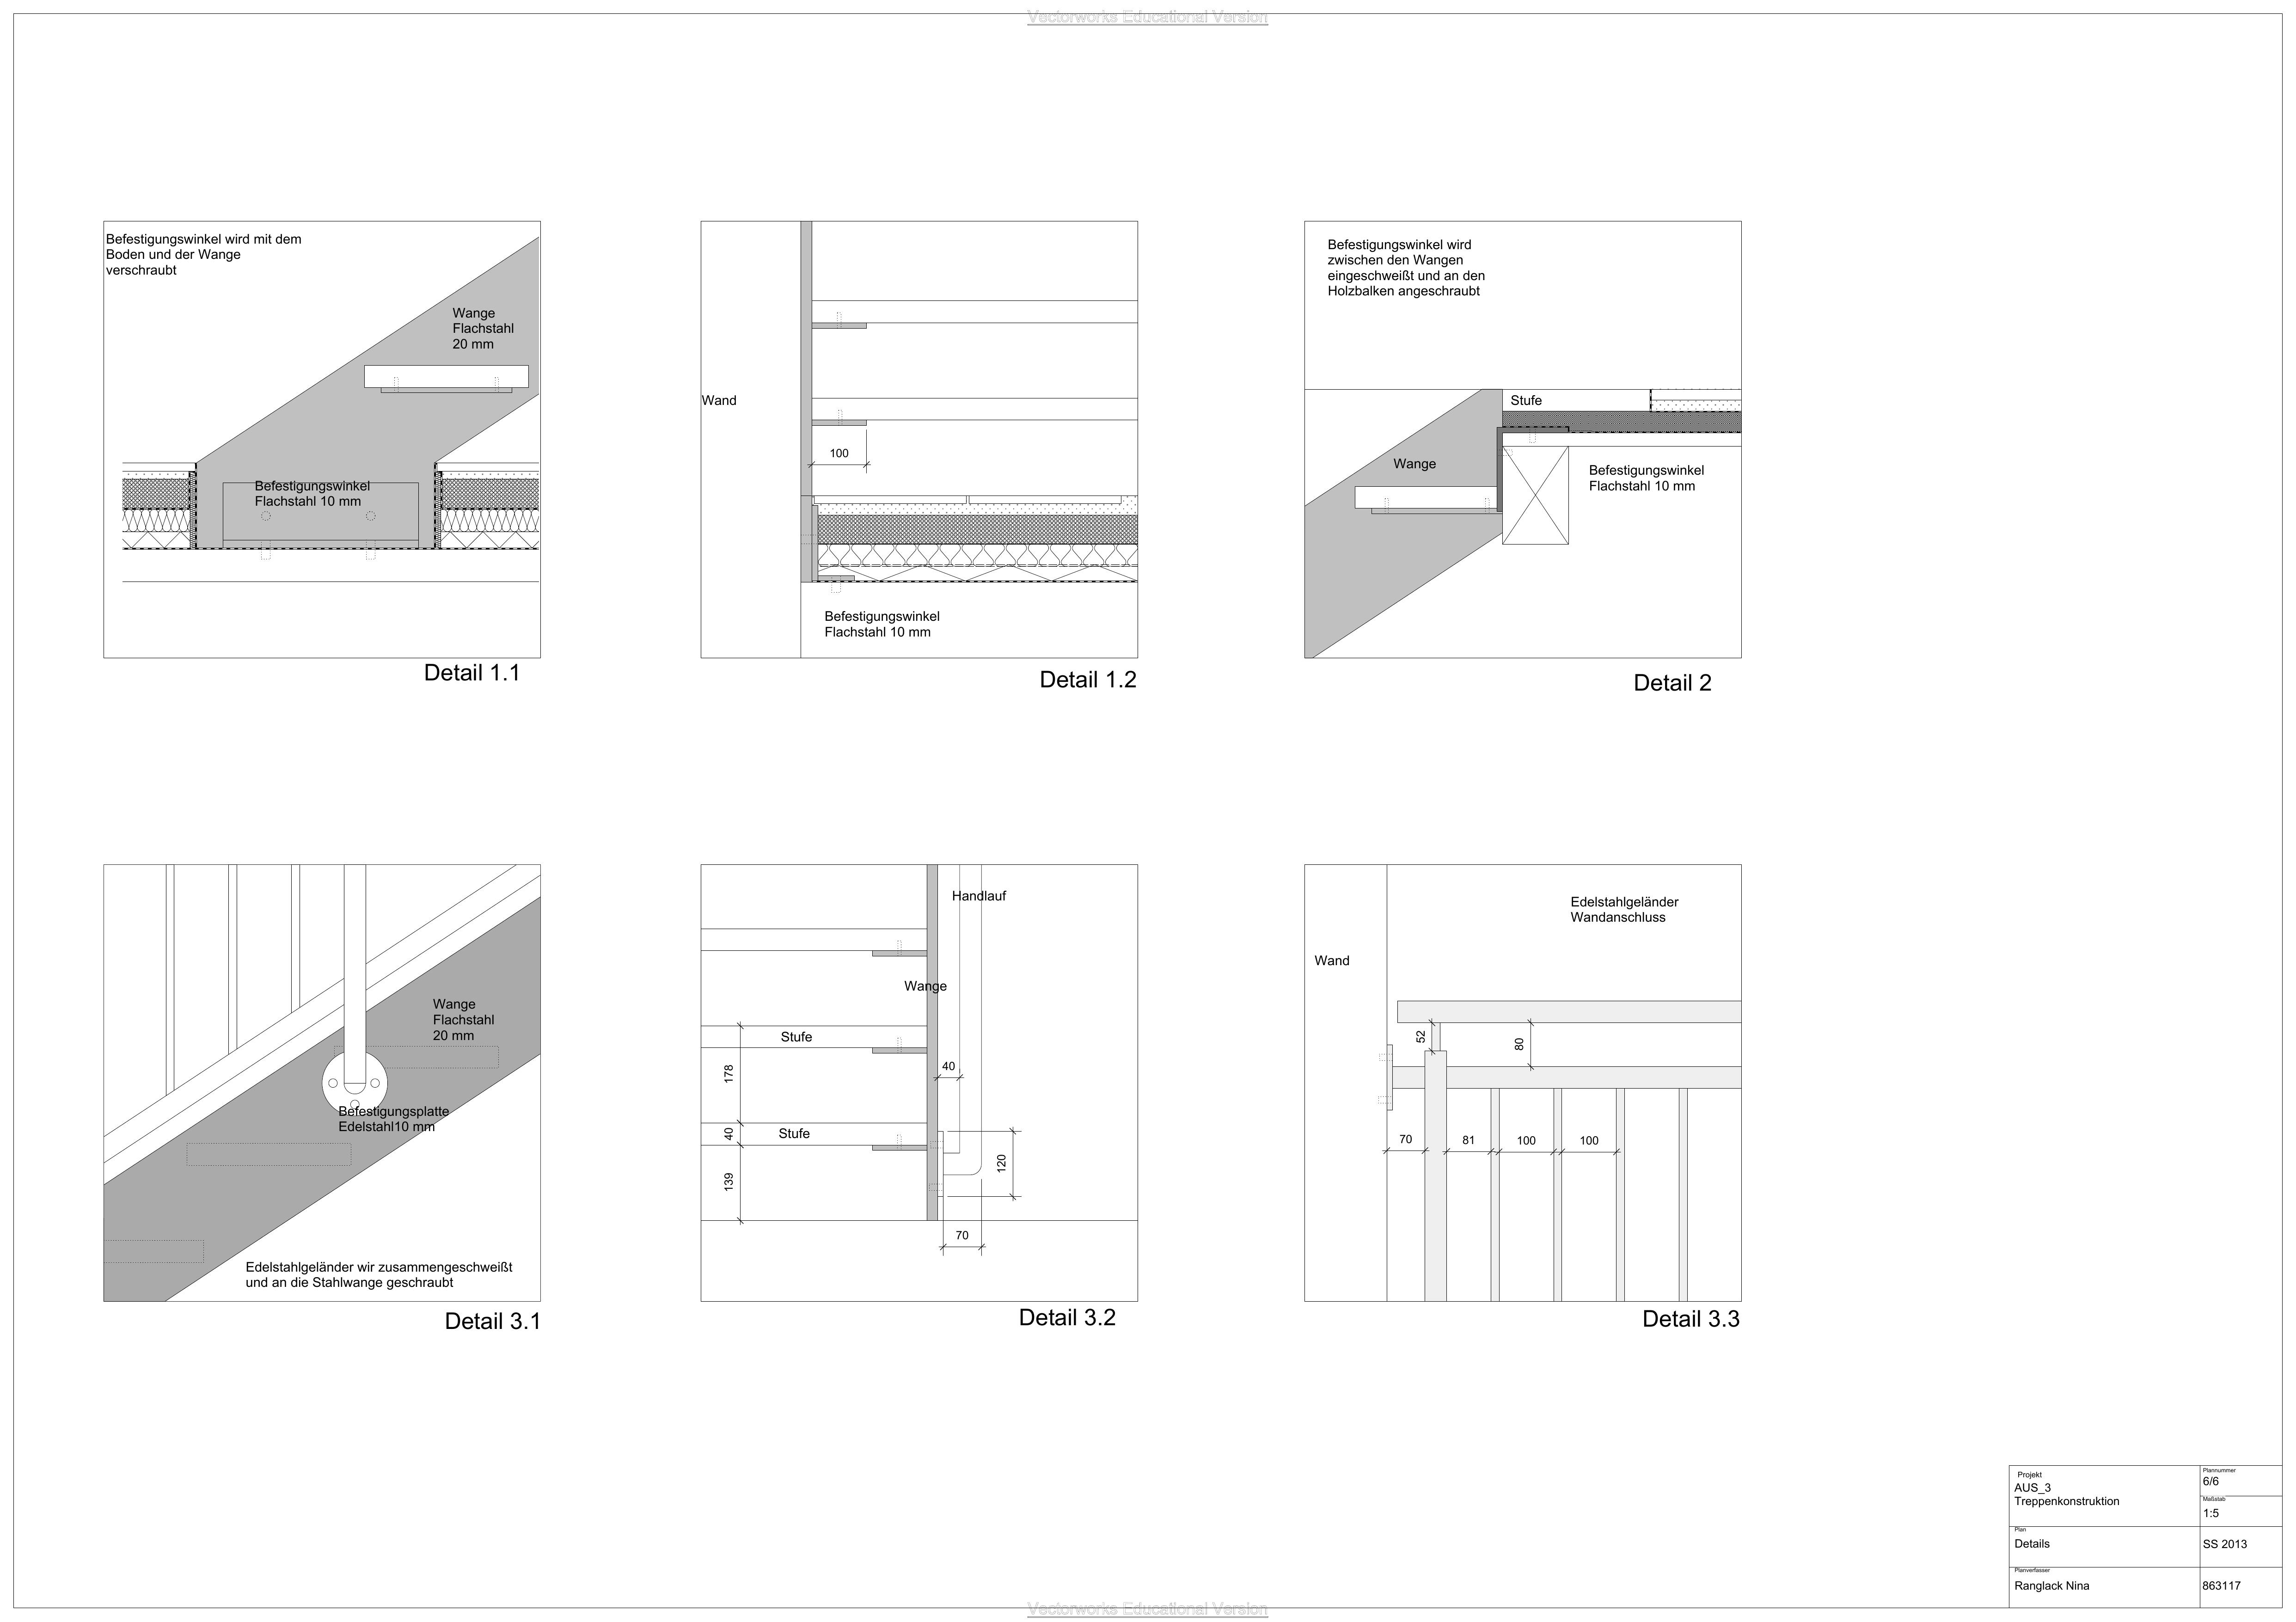 Vectorworks Educational Version
Befestigungswinkel wird mit dem
Boden und der Wange
verschraubt
Wange
Flachstahl
20 mm
Befestigungswinkel
Flachstahl 10 mm
Detail 1.1
Wand
100
Befestigungswinkel
Flachstahl 10 mm
Detail 1.2
Befestigungswinkel wird
zwischen den Wangen
eingeschweißt und an den
Holzbalken angeschraubt
Stufe
Wange
Befestigungswinkel
Flachstahl 10 mm
Detail 2
Wange
Flachstahl
20 mm
Befestigungsplatte
Edelstahl10 mm
Edelstahlgeländer wir zusammengeschweißt
und an die Stahlwange geschraubt
Detail 3.1
Handlauf
Wange
Stufe
178
40
Stufe
40
120
139
70
Detail 3.2
Edelstahlgeländer
Wandanschluss
Wand
52
80
70
81
100
100
Detail 3.3
Projekt
AUS_3
Treppenkonstruktion
Plannummer
6/6
Maßstab
1:5
Plan
Details
SS 2013
Planverfasser
Ranglack Nina
863117
Vectorworks Educational Version